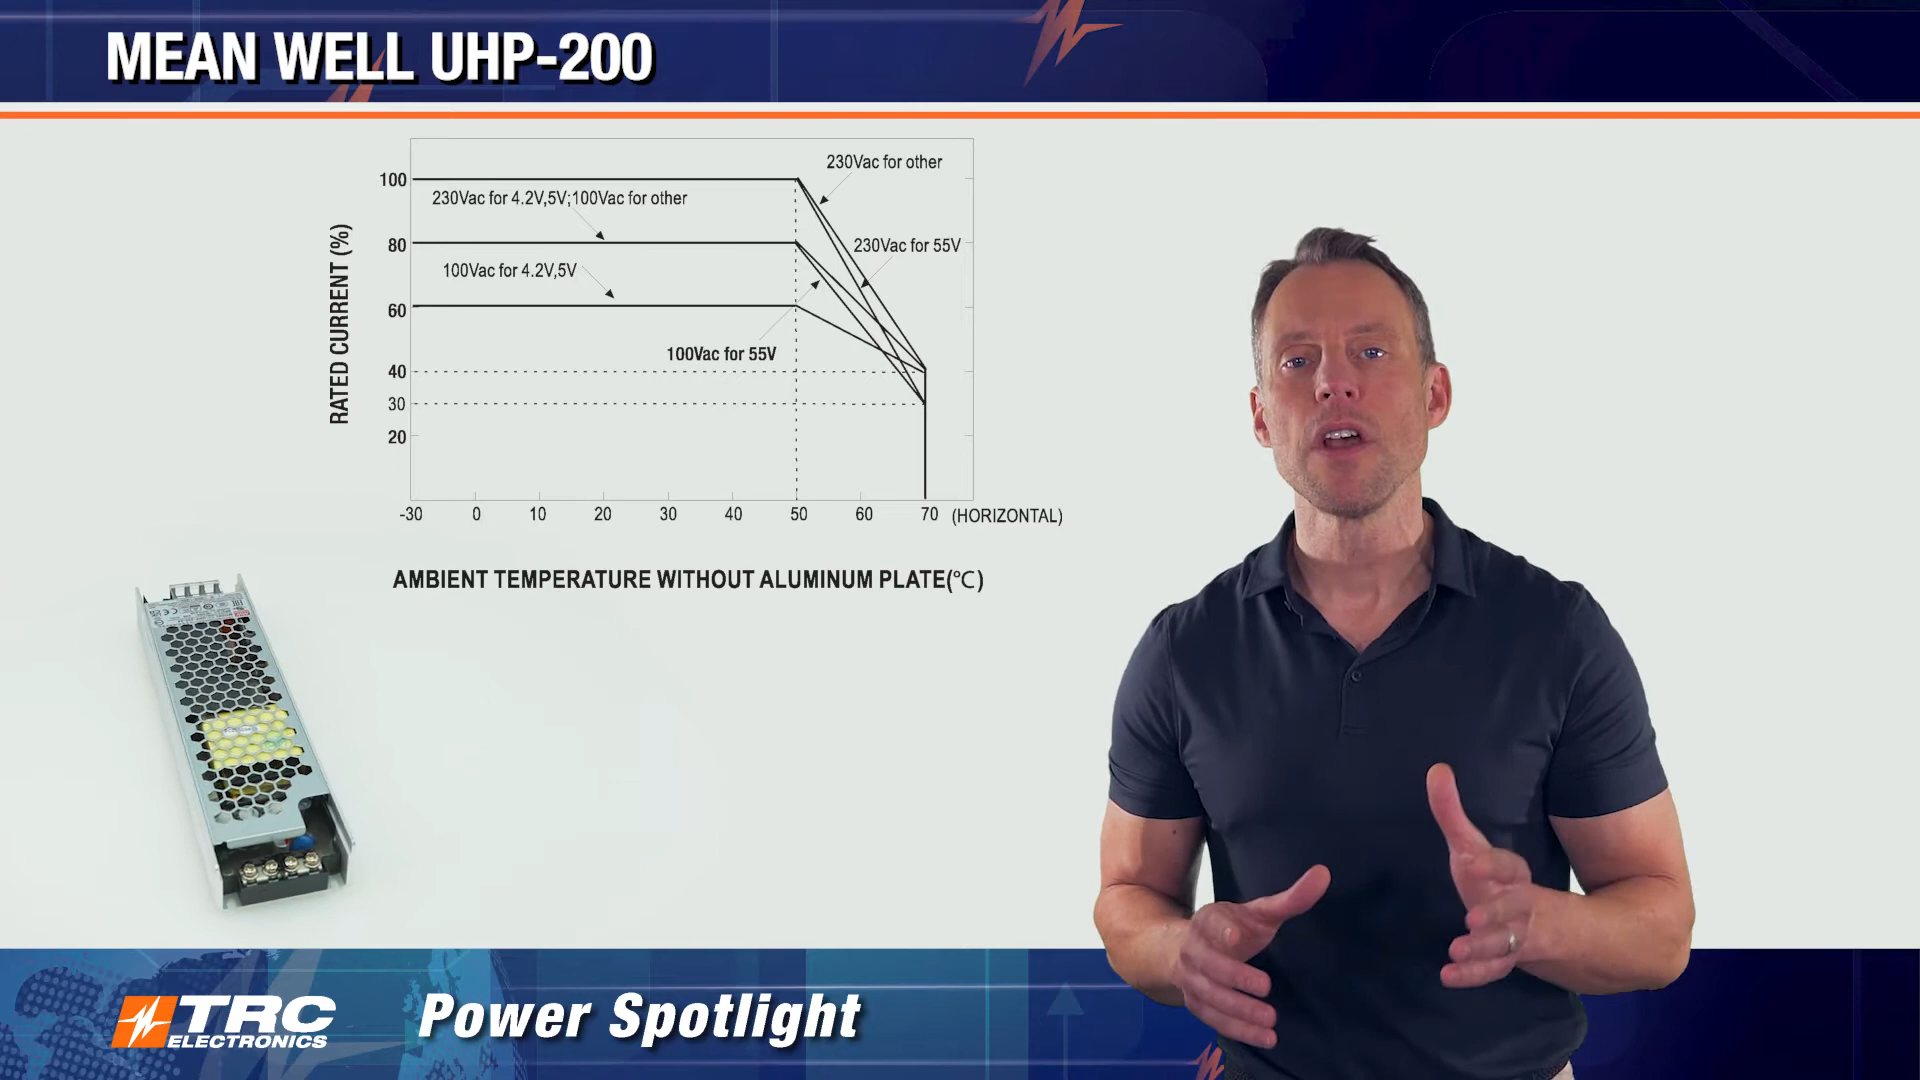 MEAN WELL UHP-200
230Vac for other
100
230Vac for 4.2V,5V;100Vac for other
80
230Vac for 55V
100Vac for 4.2V,5V
60
100Vac for 55V
40
30
20
RATED CURRENT (%)
-30 0 10 20 30 40 50 60 70 (HORIZONTAL)
AMBIENT TEMPERATURE WITHOUT ALUMINUM PLATE(°C)
TRC
ELECTRONICS
Power Spotlight